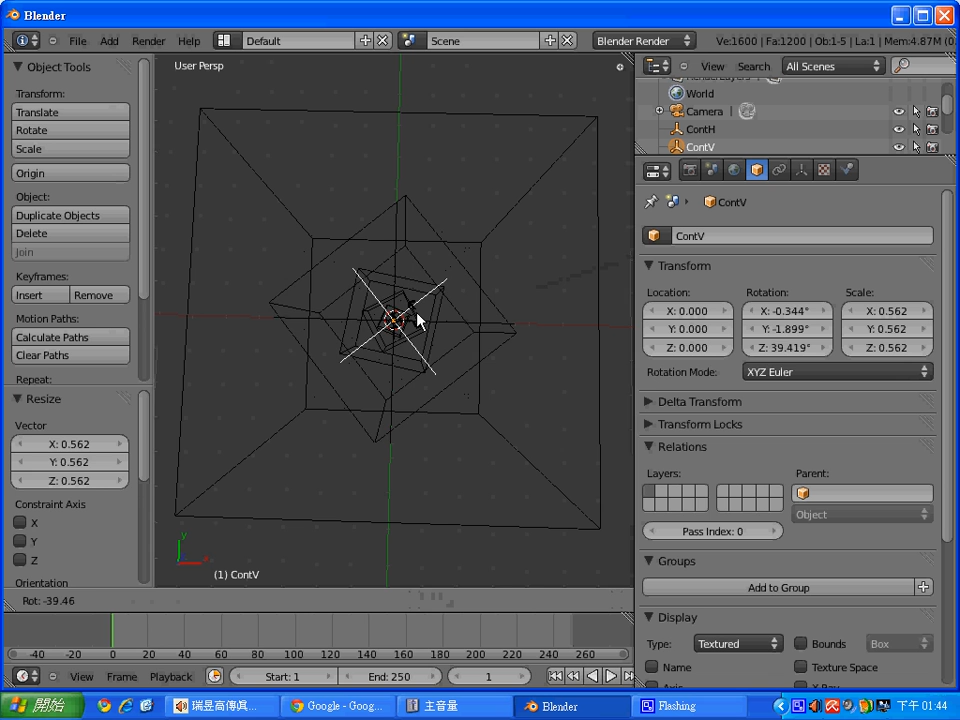 Blender
File Add Render Help Default Scene Blender Render Ve:1600 | Fa:1200 | Ob:1-5 | La:1 | Mem:4.87M (0.
Object Tools
Transform:
Translate
Rotate
Scale
Origin
Object:
Duplicate Objects
Delete
Join
Keyframes:
Insert Remove
Motion Paths:
Calculate Paths
Clear Paths
Repeat:
Resize
Vector
X: 0.562
Y: 0.562
Z: 0.562
Constraint Axis
X
Y
Z
Orientation
User Persp
y
(1) ContV
Rot: -39.46
View Search All Scenes
World
Camera
ContH
ContV
ContV
ContV
Transform
Location: Rotation: Scale:
X: 0.000 X: -0.344° X: 0.562
Y: 0.000 Y: -1.899° Y: 0.562
Z: 0.000 Z: 39.419° Z: 0.562
Rotation Mode: XYZ Euler
Delta Transform
Transform Locks
Relations
Layers: Parent:
Object
Pass Index: 0
Groups
Add to Group
Display
Type: Textured Bounds Box
Name Texture Space
-40 -20 0 20 40 60 80 100 120 140 160 180 200 220 240 260
View Frame Playback Start: 1 End: 250 1
開始 Google - Goog... 主音量 Blender Flashing 下午 01:44